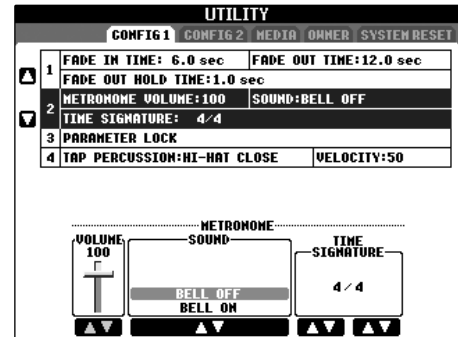 UTILITY
CONFIG 1 CONFIG 2 MEDIA OWNER SYSTEM RESET
1 FADE IN TIME: 6.0 sec FADE OUT TIME:12.0 sec
FADE OUT HOLD TIME:1.0 sec
2 METRONOME VOLUME:100 SOUND:BELL OFF
TIME SIGNATURE: 4/4
3 PARAMETER LOCK
4 TAP PERCUSSION:HI-HAT CLOSE VELOCITY:50
METRONOME
VOLUME SOUND TIME SIGNATURE
100
4/4
BELL OFF
BELL ON